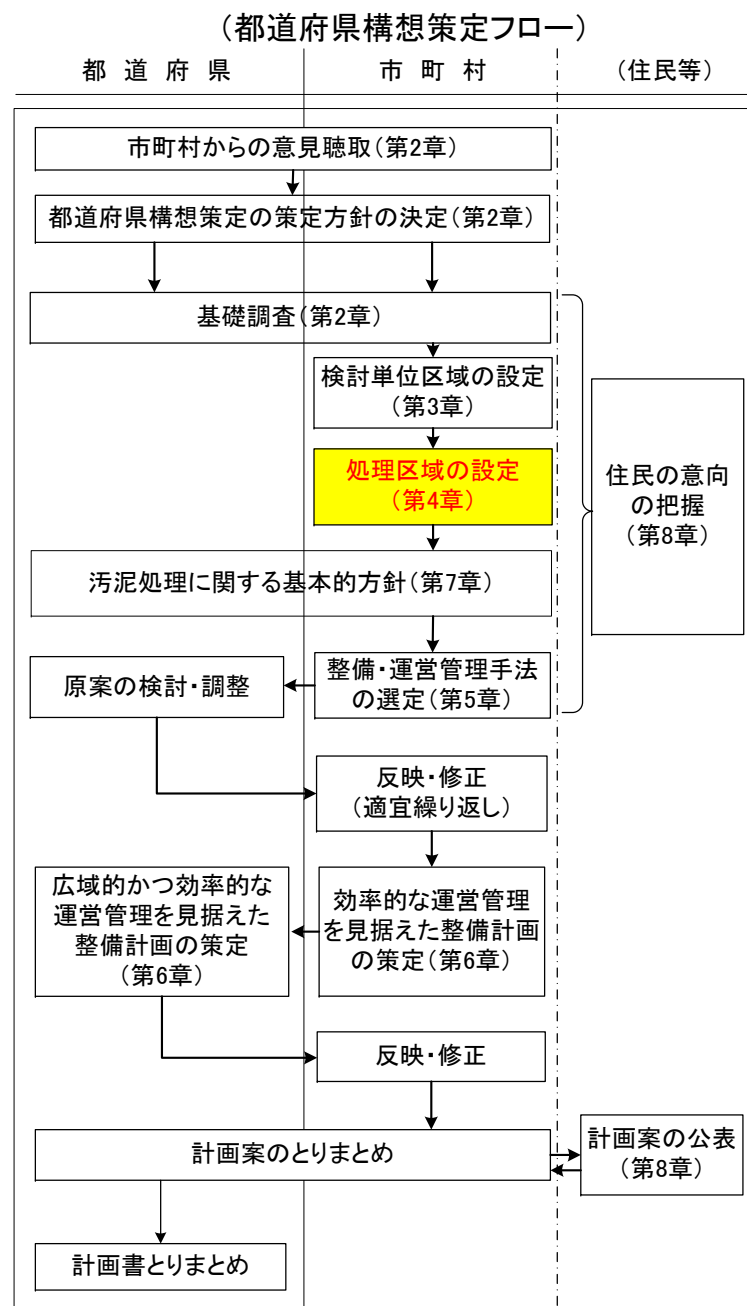 (都道府県構想策定フロー)
都 道 府 県
市 町 村
(住民等)
市町村からの意見聴取(第2章)
都道府県構想策定の策定方針の決定(第2章)
基礎調査(第2章)
検討単位区域の設定
(第3章)
処理区域の設定
(第4章)
住民の意向
の把握
(第8章)
汚泥処理に関する基本的方針(第7章)
整備・運営管理手法
の選定(第5章)
原案の検討・調整
反映・修正
(適宜繰り返し)
広域的かつ効率的な
運営管理を見据えた
整備計画の策定
(第6章)
効率的な運営管理
を見据えた整備計画
の策定(第6章)
反映・修正
計画案のとりまとめ
計画案の公表
(第8章)
計画書とりまとめ